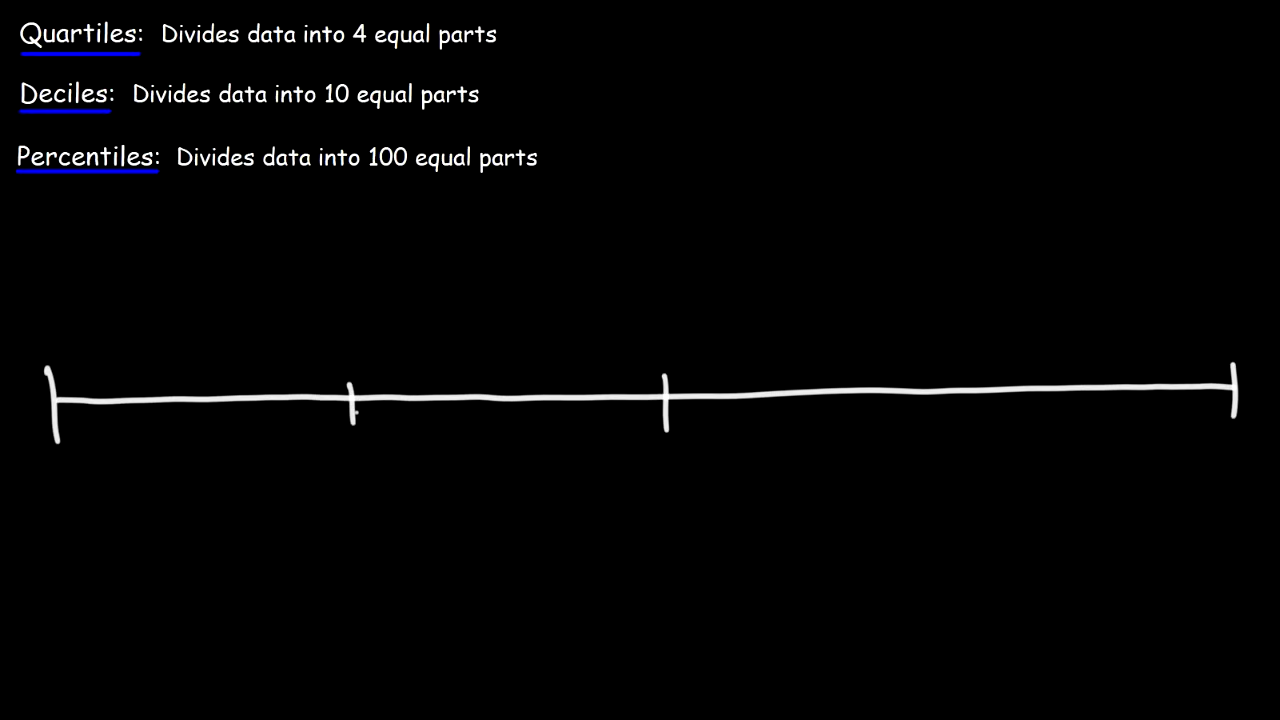 Quartiles: Divides data into 4 equal parts
Deciles: Divides data into 10 equal parts
Percentiles: Divides data into 100 equal parts